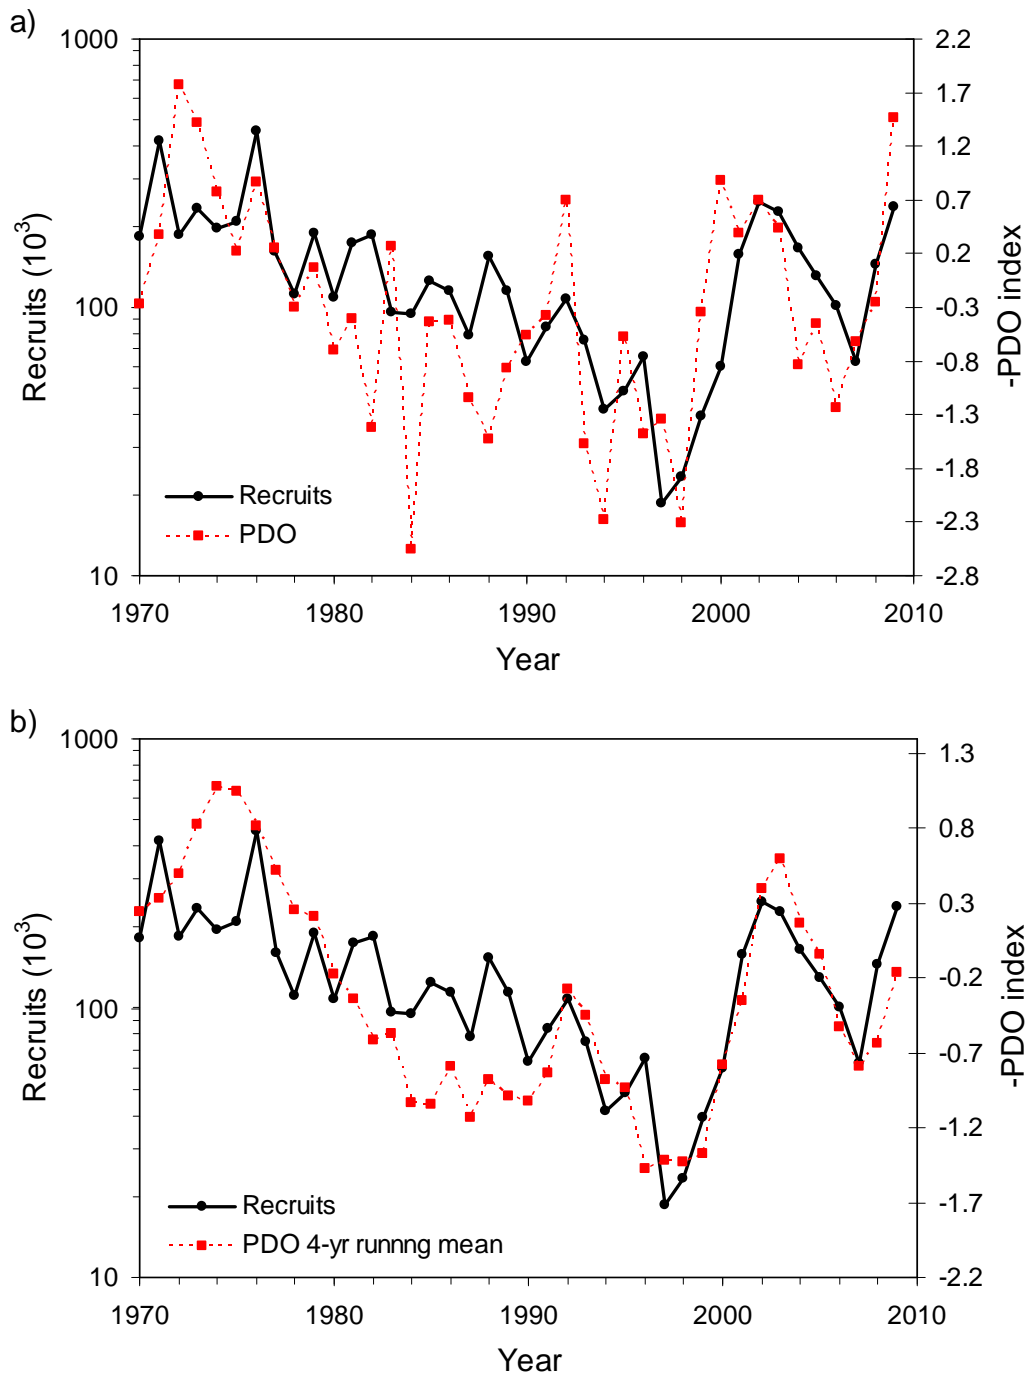 a)
1000
100
10
Recruits (10³)
2.2
1.7
1.2
0.7
0.2
-0.3
-0.8
-1.3
-1.8
-2.3
-2.8
-PDO index
Recruits
PDO
1970 1980 1990 2000 2010
Year
b)
1000
100
10
Recruits (10³)
1.3
0.8
0.3
-0.2
-0.7
-1.2
-1.7
-2.2
-PDO index
Recruits
PDO 4-yr runnng mean
1970 1980 1990 2000 2010
Year